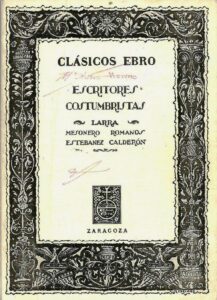 CLÁSICOS EBRO
ESCRITORES
COSTUMBRISTAS
LARRA
MESONERO ROMANOS
ESTEBANEZ CALDERÓN
ZARAGOZA